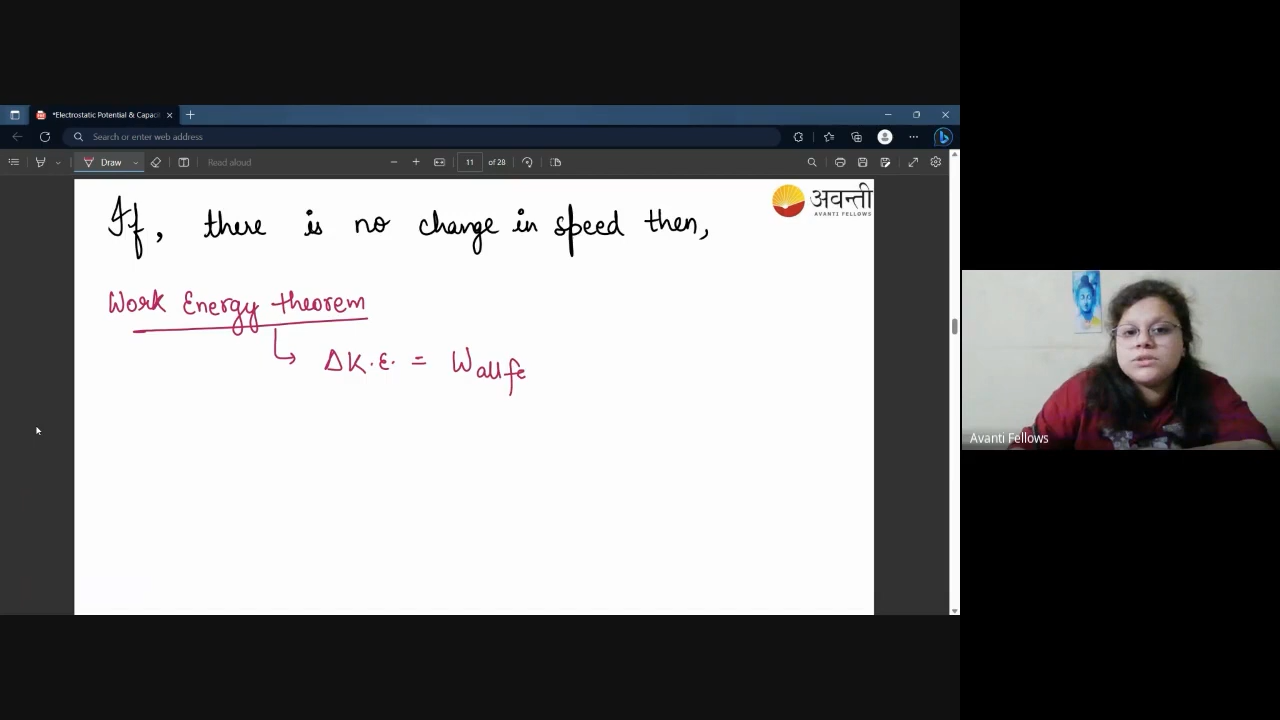 *Electrostatic Potential & Capaci
Search or enter web address
Draw
Read aloud
11 of 28
अवन्ती
AVANTI FELLOWS
If, there is no change in speed then,
Work Energy theorem
ΔK.E. = Wallfe
Avanti Fellows